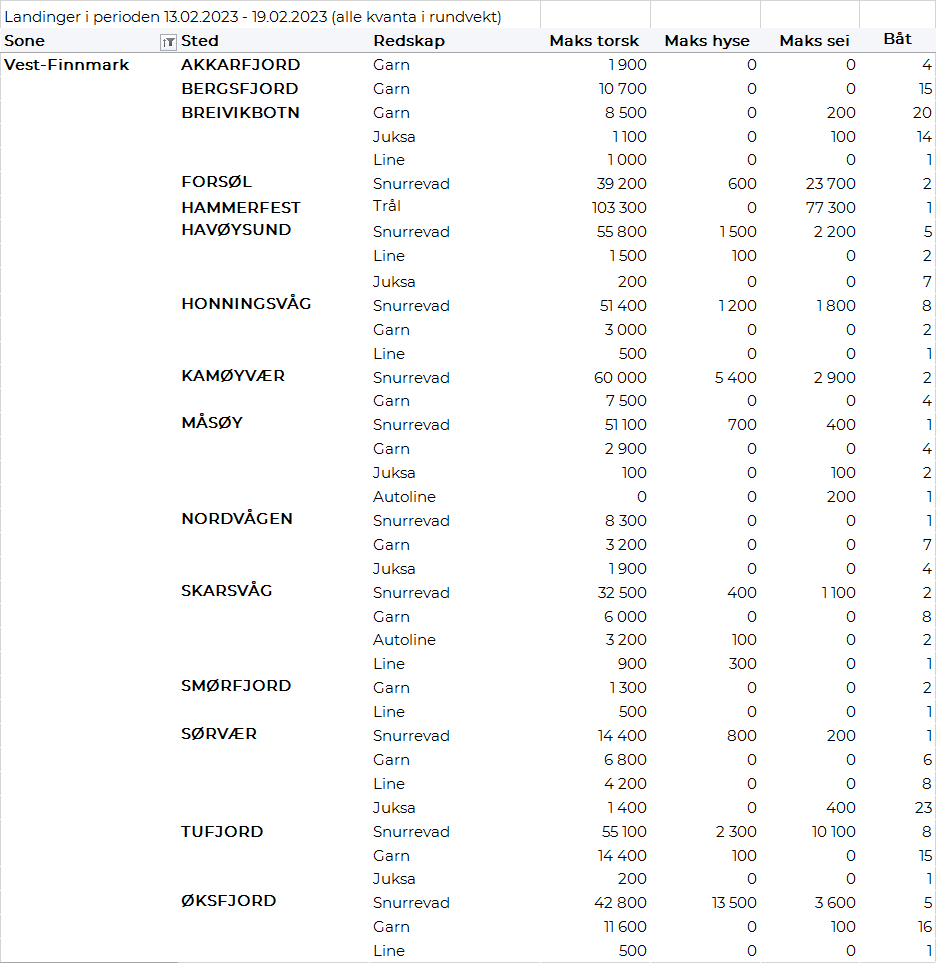 Landinger i perioden 13.02.2023 - 19.02.2023 (alle kvanta i rundvekt)
Sone Sted Redskap Maks torsk Maks hyse Maks sei Båt
Vest-Finnmark AKKARFJORD Garn 1 900 0 0 4
BERGSFJORD Garn 10 700 0 0 15
BREIVIKBOTN Garn 8 500 0 200 20
Juksa 1 100 0 100 14
Line 1 000 0 0 1
FORSØL Snurrevad 39 200 600 23 700 2
HAMMERFEST Trål 103 300 0 77 300 1
HAVØYSUND Snurrevad 55 800 1 500 2 200 5
Line 1 500 100 0 2
Juksa 200 0 0 7
HONNINGSVÅG Snurrevad 51 400 1 200 1 800 8
Garn 3 000 0 0 2
Line 500 0 0 1
KAMØYVÆR Snurrevad 60 000 5 400 2 900 2
Garn 7 500 0 0 4
MÅSØY Snurrevad 51 100 700 400 1
Garn 2 900 0 0 4
Juksa 100 0 100 2
Autoline 0 0 200 1
NORDVÅGEN Snurrevad 8 300 0 0 1
Garn 3 200 0 0 7
Juksa 1 900 0 0 4
SKARSVÅG Snurrevad 32 500 400 1 100 2
Garn 6 000 0 0 8
Autoline 3 200 100 0 2
Line 900 300 0 1
SMØRFJORD Garn 1 300 0 0 2
Line 500 0 0 1
SØRVÆR Snurrevad 14 400 800 200 1
Garn 6 800 0 0 6
Line 4 200 0 0 8
Juksa 1 400 0 400 23
TUFJORD Snurrevad 55 100 2 300 10 100 8
Garn 14 400 100 0 15
Juksa 200 0 0 1
ØKSFJORD Snurrevad 42 800 13 500 3 600 5
Garn 11 600 0 100 16
Line 500 0 0 1